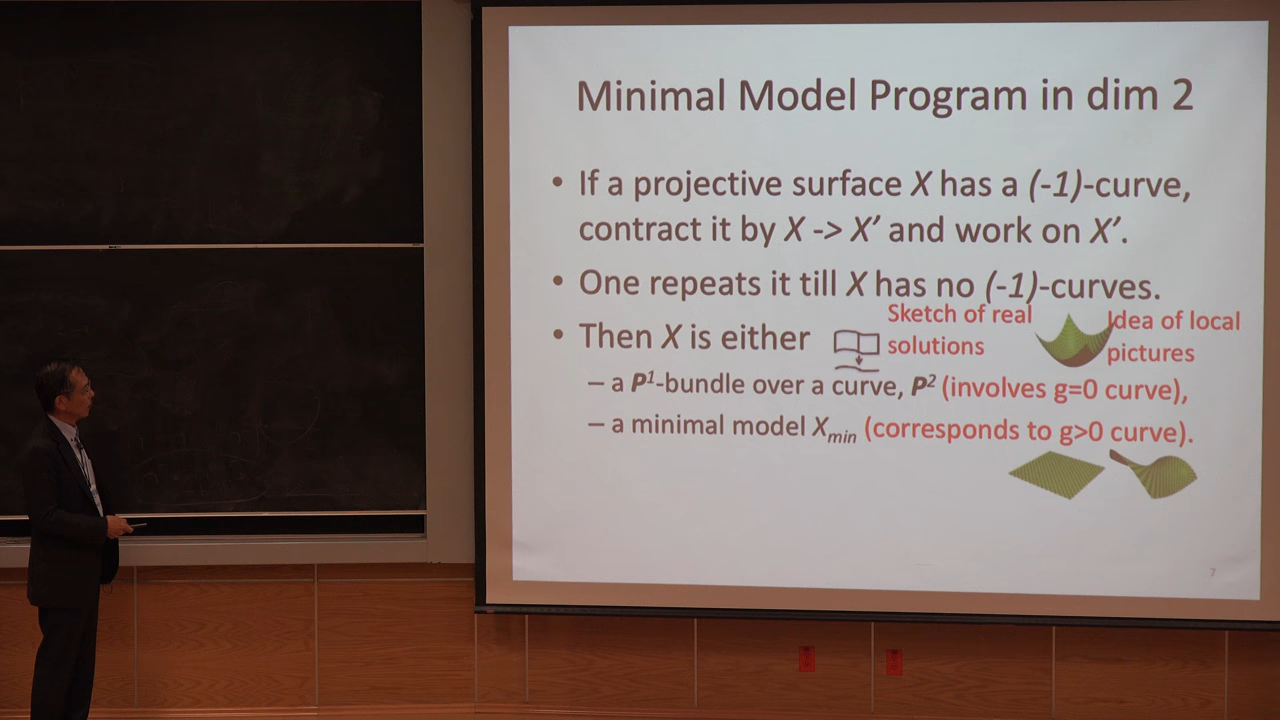 Minimal Model Program in dim 2
• If a projective surface X has a (-1)-curve,
contract it by X -> X’ and work on X’.
• One repeats it till X has no (-1)-curves.
Sketch of real
solutions
Idea of local
pictures
• Then X is either
– a P¹-bundle over a curve, P² (involves g=0 curve),
– a minimal model Xmin (corresponds to g>0 curve).
7